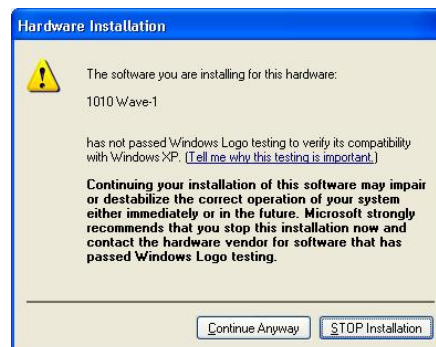 Hardware Installation
The software you are installing for this hardware:
1010 Wave-1
has not passed Windows Logo testing to verify its compatibility
with Windows XP. (Tell me why this testing is important.)
Continuing your installation of this software may impair
or destabilize the correct operation of your system
either immediately or in the future. Microsoft strongly
recommends that you stop this installation now and
contact the hardware vendor for software that has
passed Windows Logo testing.
Continue Anyway STOP Installation